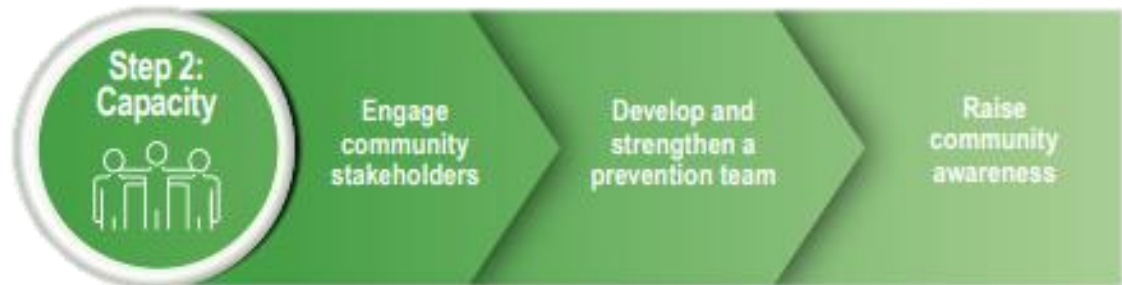 Step 2:
Capacity
Engage
community
stakeholders
Develop and
strengthen a
prevention team
Raise
community
awareness